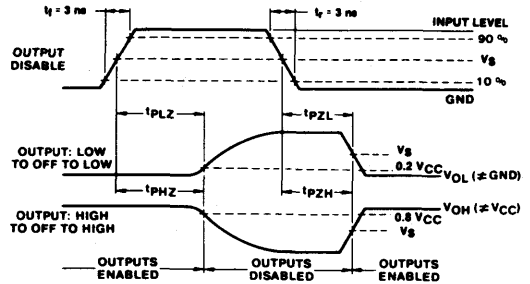 tf = 3 ns
tr = 3 ns
INPUT LEVEL
90 %
OUTPUT
DISABLE
VS
10 %
GND
tPLZ
tPZL
OUTPUT: LOW
TO OFF TO LOW
VS
0.2 VCC
VOL (≠GND)
tPHZ
tPZH
OUTPUT: HIGH
TO OFF TO
HIGH
VOH (≠VCC)
0.8 VCC
VS
OUTPUTS
ENABLED
OUTPUTS
DISABLED
OUTPUTS
ENABLED